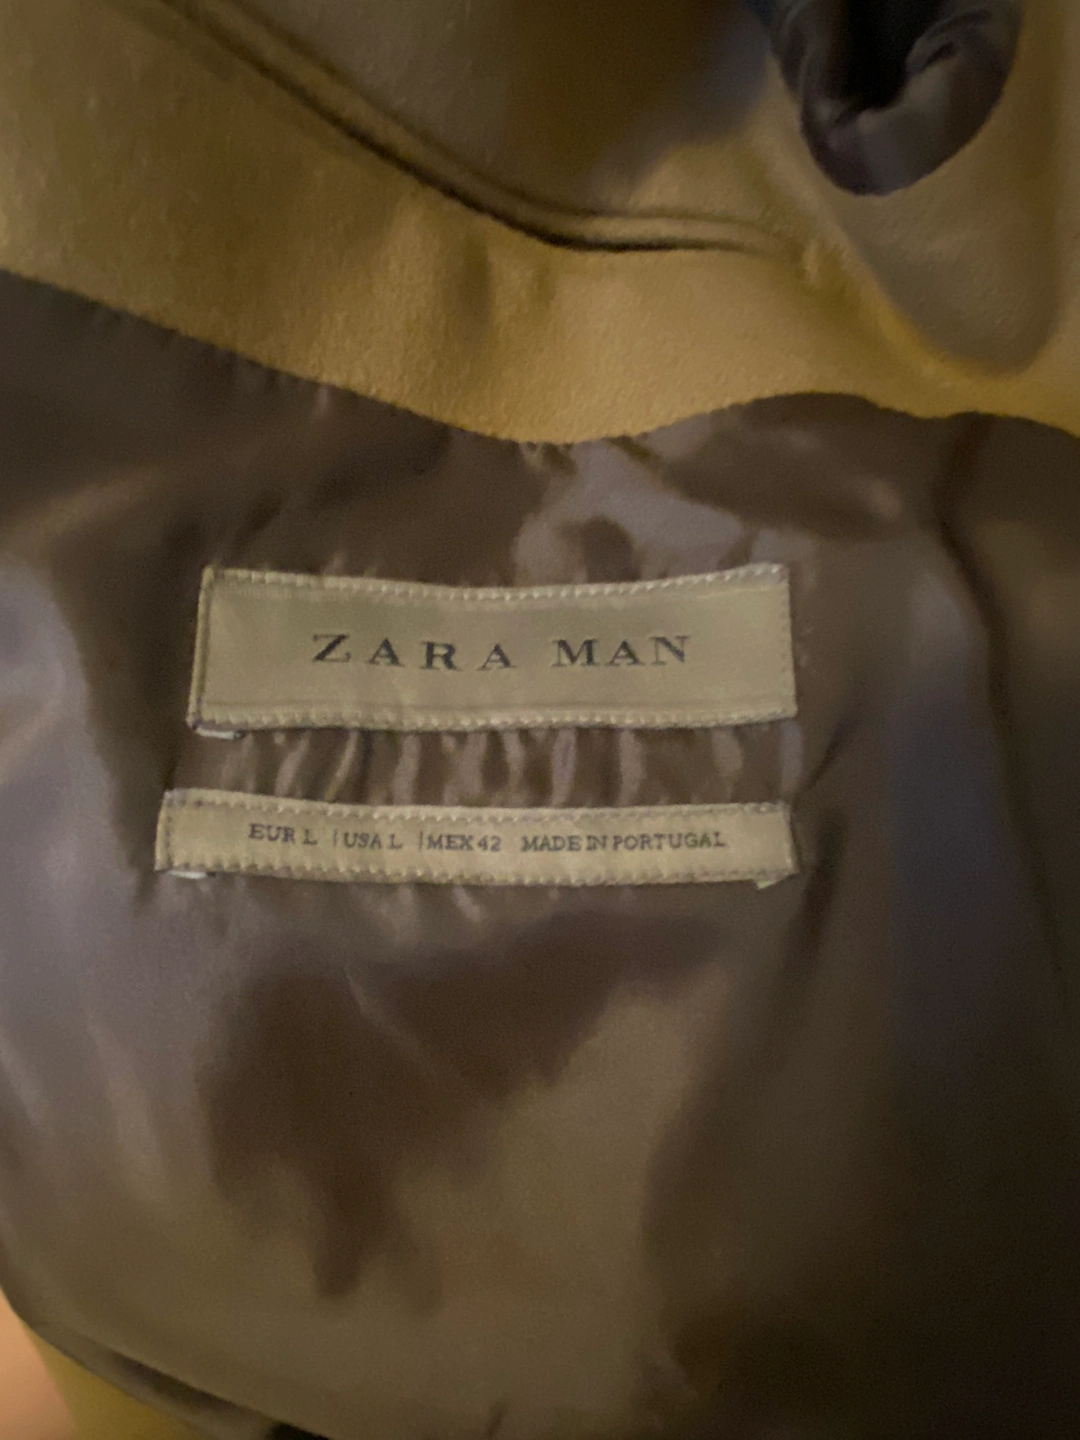 ZARA MAN
EUR L | USA L | MEX 42 MADE IN PORTUGAL